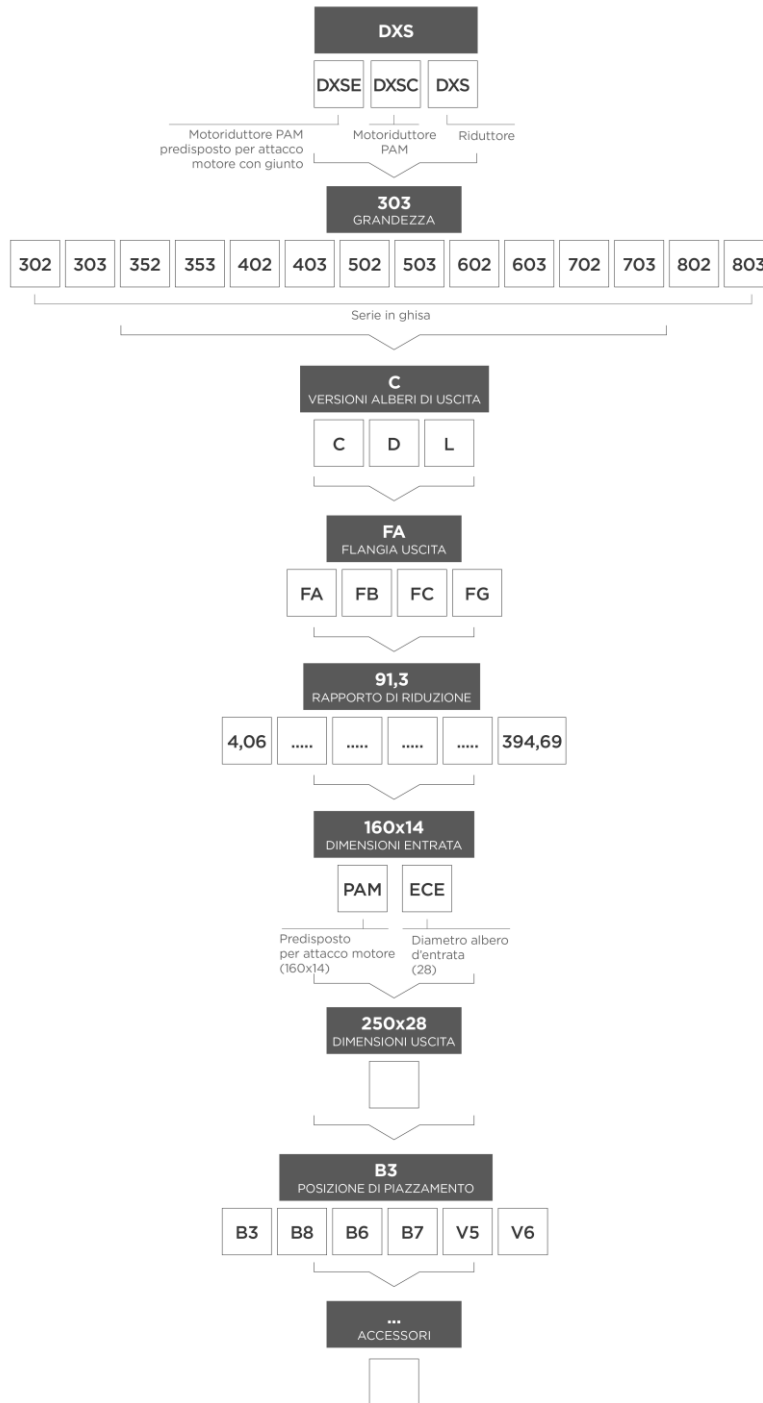 DXS
DXSE DXSC DXS
Motoriduttore PAM
predisposto per attacco
motore con giunto
Motoriduttore
PAM
Riduttore
303
GRANDEZZA
302 303 352 353 402 403 502 503 602 603 702 703 802 803
Serie in ghisa
C
VERSIONI ALBERI DI USCITA
C D L
FA
FLANGIA USCITA
FA FB FC FG
91,3
RAPPORTO DI RIDUZIONE
4,06 ..... ..... ..... ..... 394,69
160x14
DIMENSIONI ENTRATA
PAM ECE
Predisposto
per attacco motore
(160x14)
Diametro albero
d'entrata
(28)
250x28
DIMENSIONI USCITA
B3
POSIZIONE DI PIAZZAMENTO
B3 B8 B6 B7 V5 V6
...
ACCESSORI